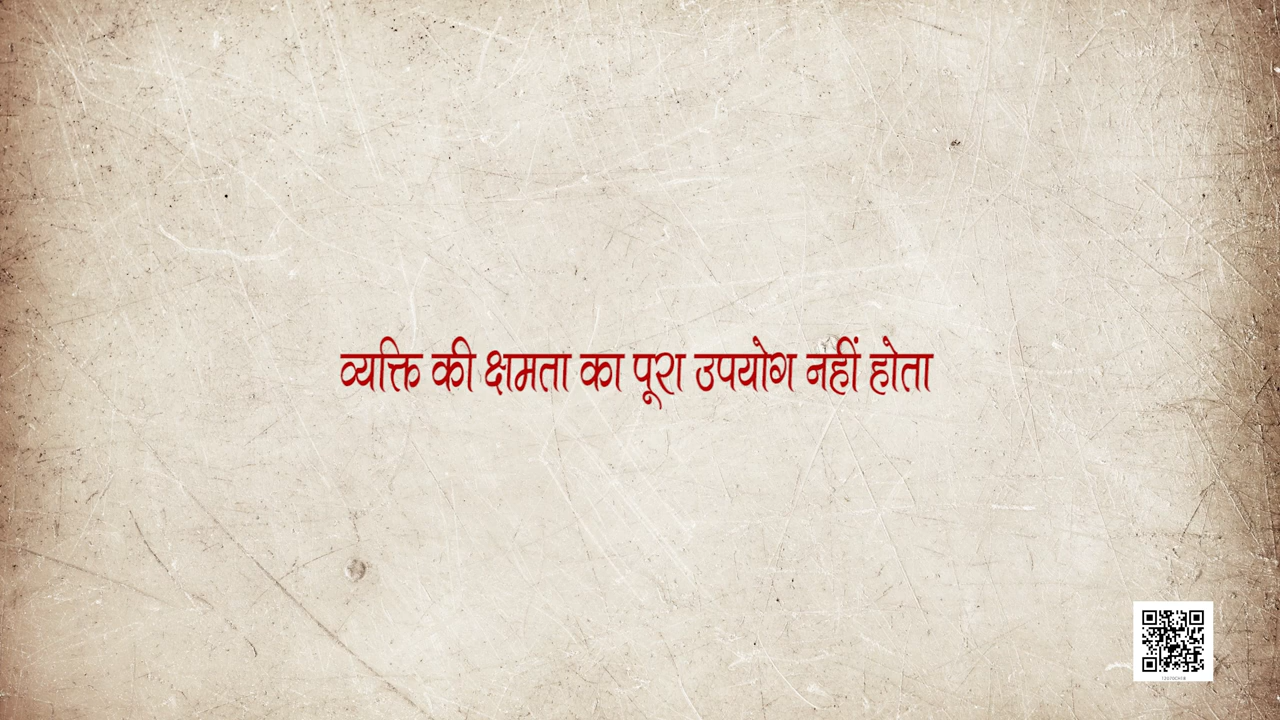 व्यक्ति की क्षमता का पूरा उपयोग नहीं होता